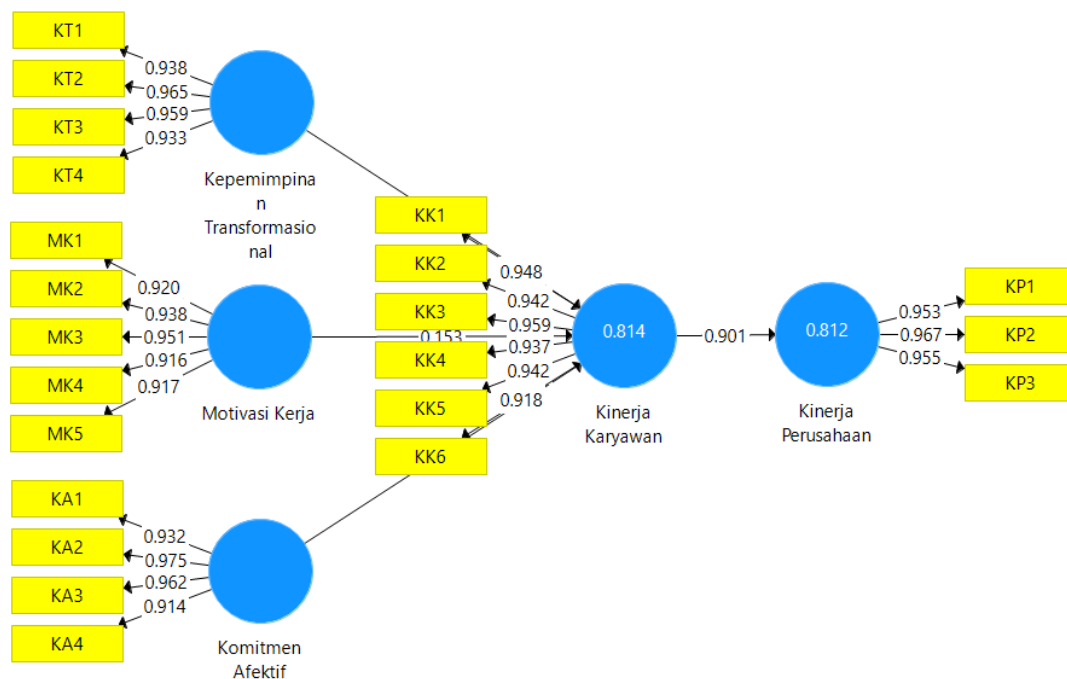 KT1
KT2
KT3
KT4
0.938
0.965
0.959
0.933
Kepemimpina
n
Transformasio
nal
MK1
MK2
MK3
MK4
MK5
0.920
0.938
0.951
0.916
0.917
Motivasi Kerja
KA1
KA2
KA3
KA4
0.932
0.975
0.962
0.914
Komitmen
Afektif
KK1
KK2
KK3
KK4
KK5
KK6
0.948
0.942
0.959
0.153
0.937
0.942
0.918
0.814
Kinerja
Karyawan
0.901
0.812
Kinerja
Perusahaan
0.953
0.967
0.955
KP1
KP2
KP3